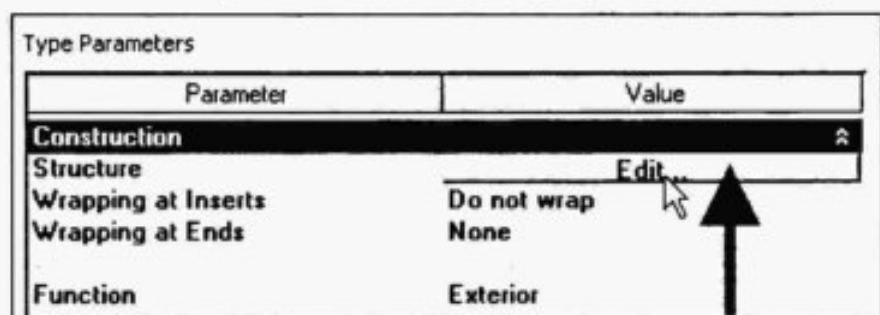 Type Parameters
Parameter Value
Construction
Structure Edit...
Wrapping at Inserts Do not wrap
Wrapping at Ends None
Function Exterior